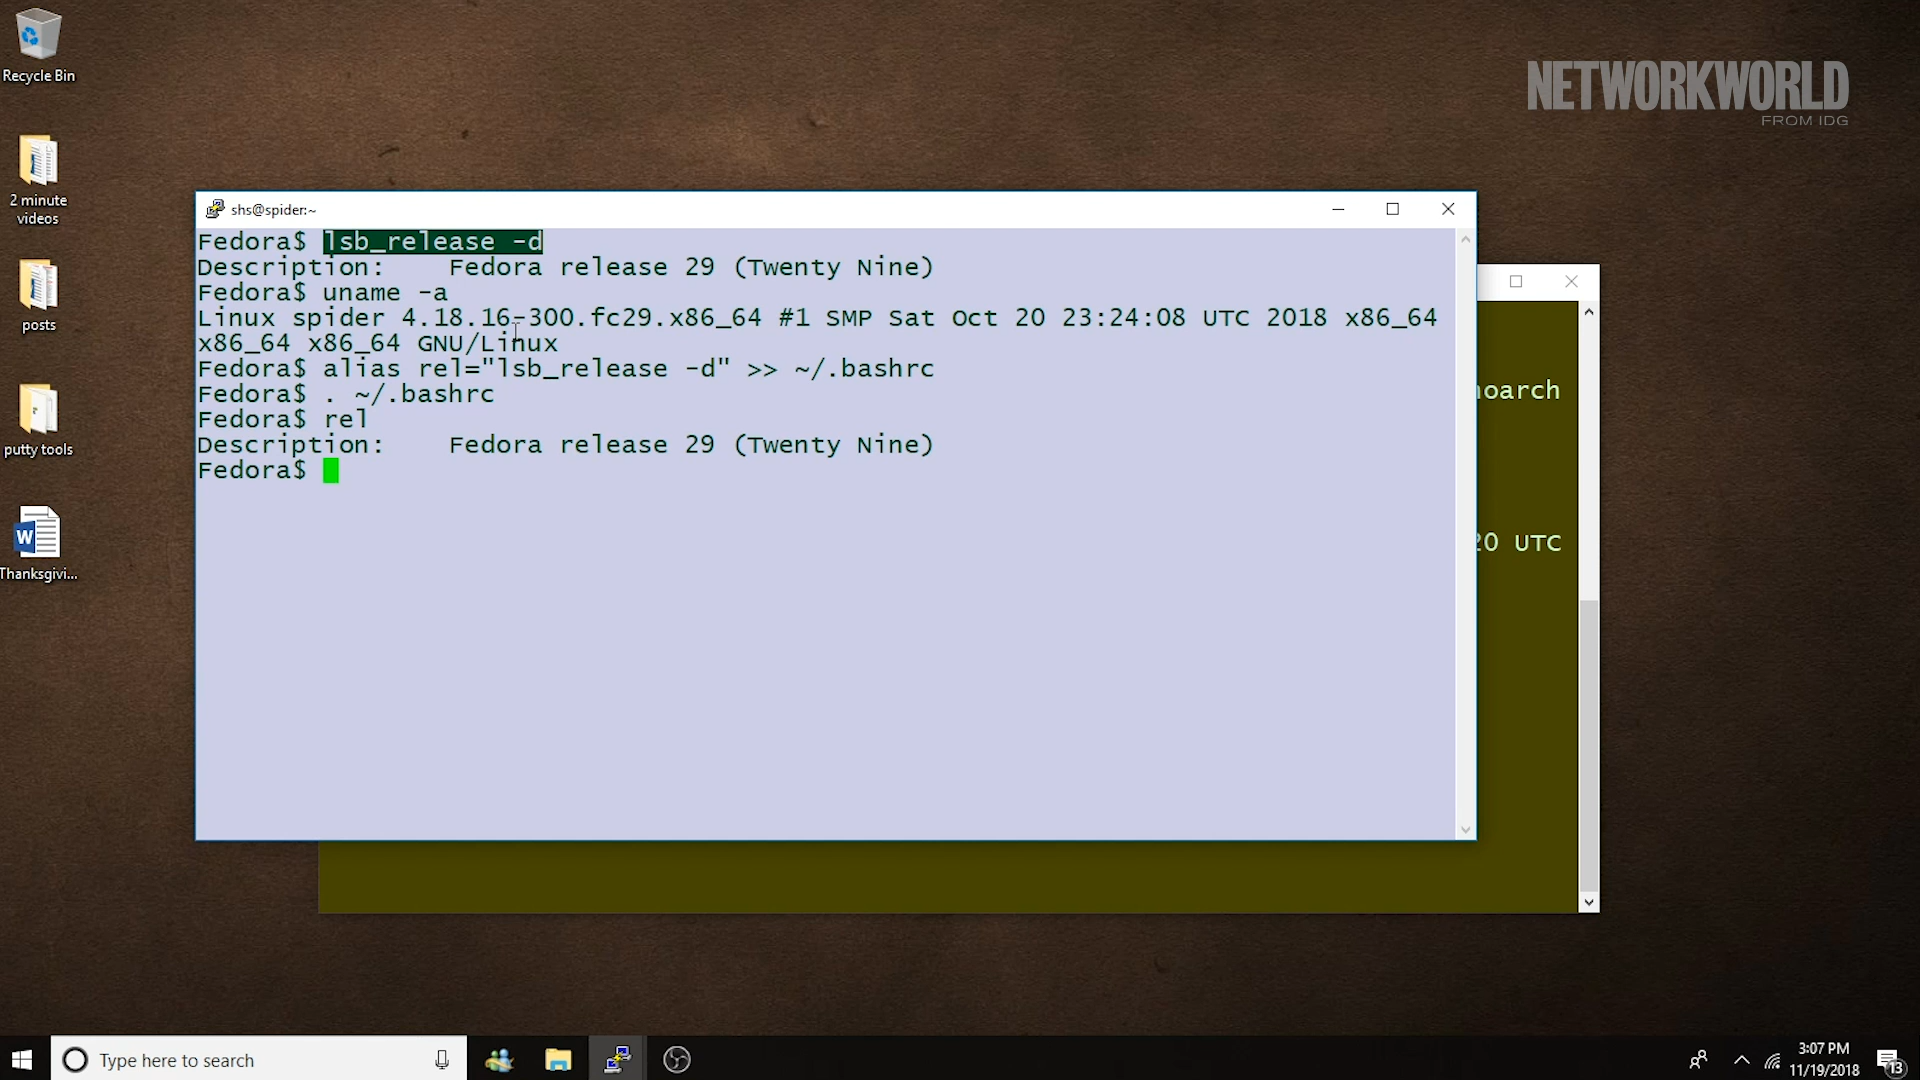 Recycle Bin
2 minute
videos
posts
putty tools
Thanksgivi...
NETWORKWORLD
FROM IDG
shs@spider:~
Fedora$ lsb_release -d
Description:    Fedora release 29 (Twenty Nine)
Fedora$ uname -a
Linux spider 4.18.16-300.fc29.x86_64 #1 SMP Sat Oct 20 23:24:08 UTC 2018 x86_64
x86_64 x86_64 GNU/Linux
Fedora$ alias rel="lsb_release -d" >> ~/.bashrc
Fedora$ . ~/.bashrc
Fedora$ rel
Description:    Fedora release 29 (Twenty Nine)
Fedora$
noarch
20 UTC
Type here to search
3:07 PM
11/19/2018
13